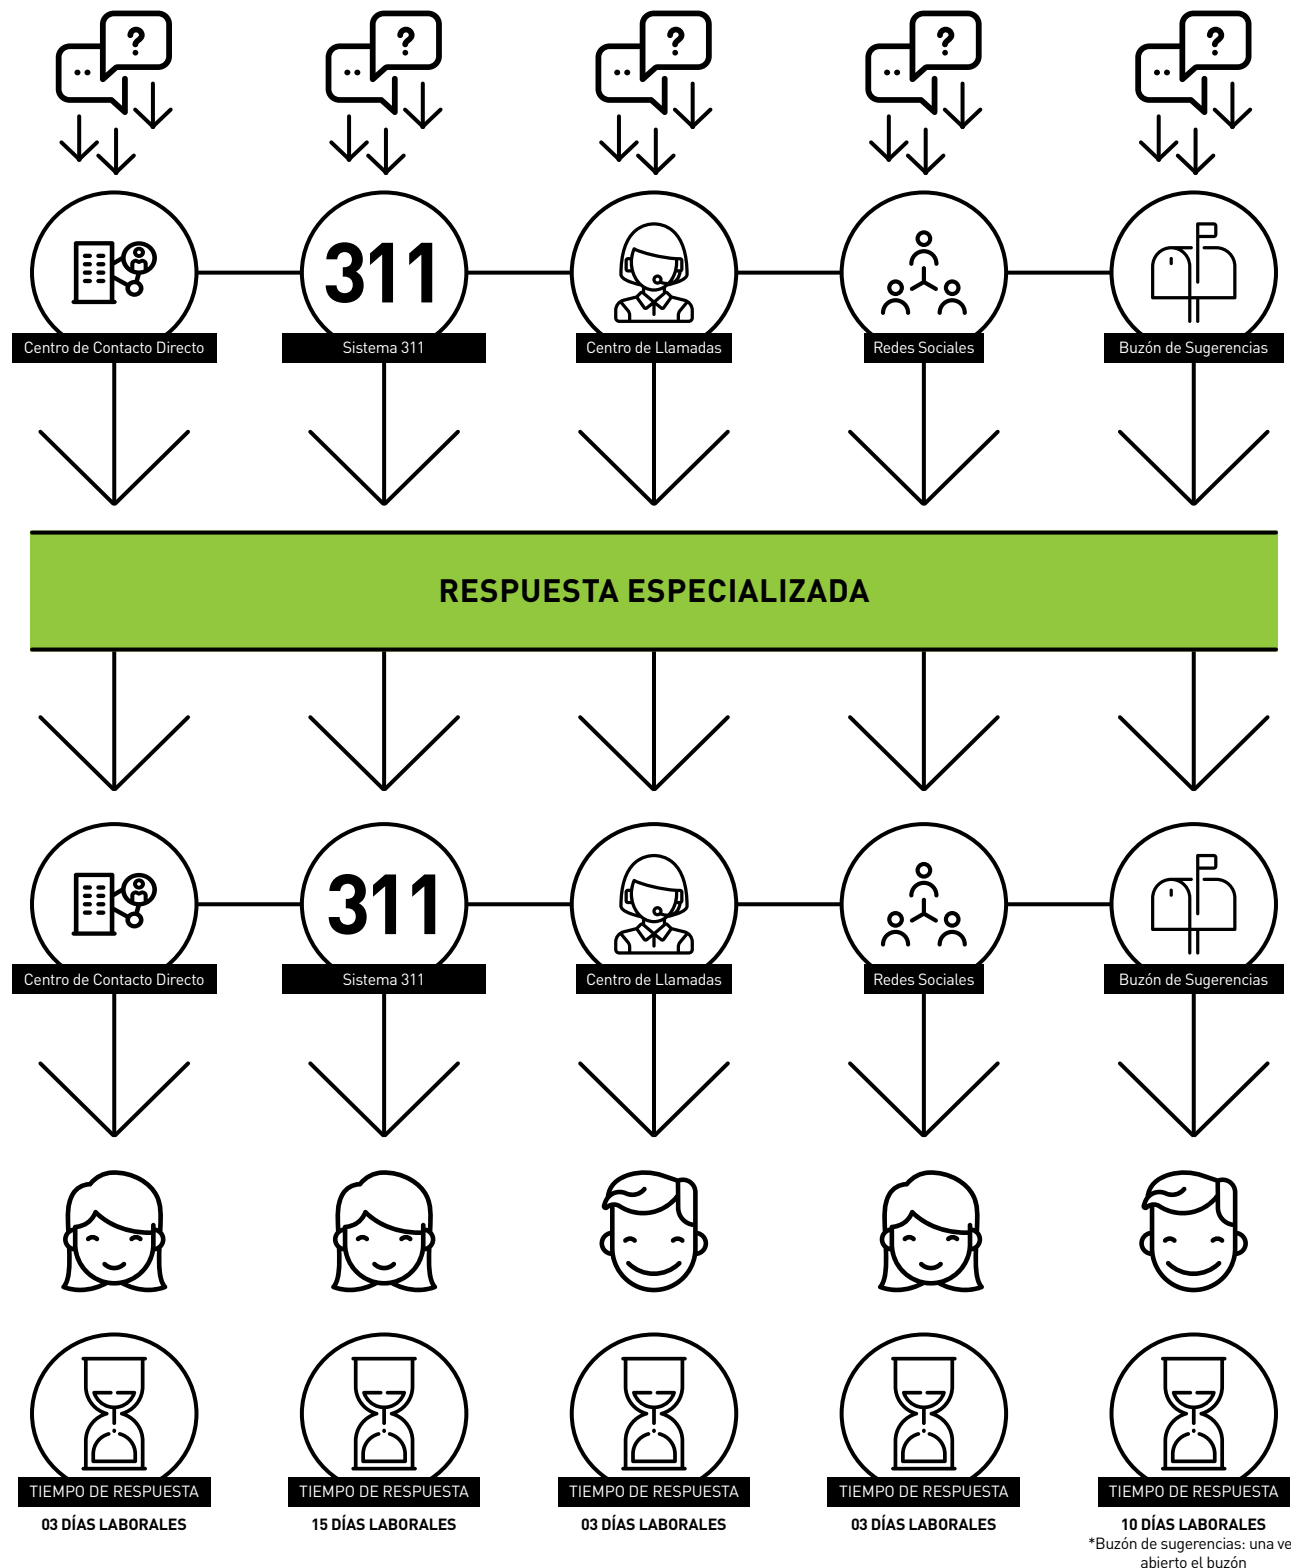 ?
?
?
?
?
311
Centro de Contacto Directo
Sistema 311
Centro de Llamadas
Redes Sociales
Buzón de Sugerencias
RESPUESTA ESPECIALIZADA
311
Centro de Contacto Directo
Sistema 311
Centro de Llamadas
Redes Sociales
Buzón de Sugerencias
TIEMPO DE RESPUESTA
TIEMPO DE RESPUESTA
TIEMPO DE RESPUESTA
TIEMPO DE RESPUESTA
TIEMPO DE RESPUESTA
03 DÍAS LABORALES
15 DÍAS LABORALES
03 DÍAS LABORALES
03 DÍAS LABORALES
10 DÍAS LABORALES
*Buzón de sugerencias: una ve
abierto el buzón